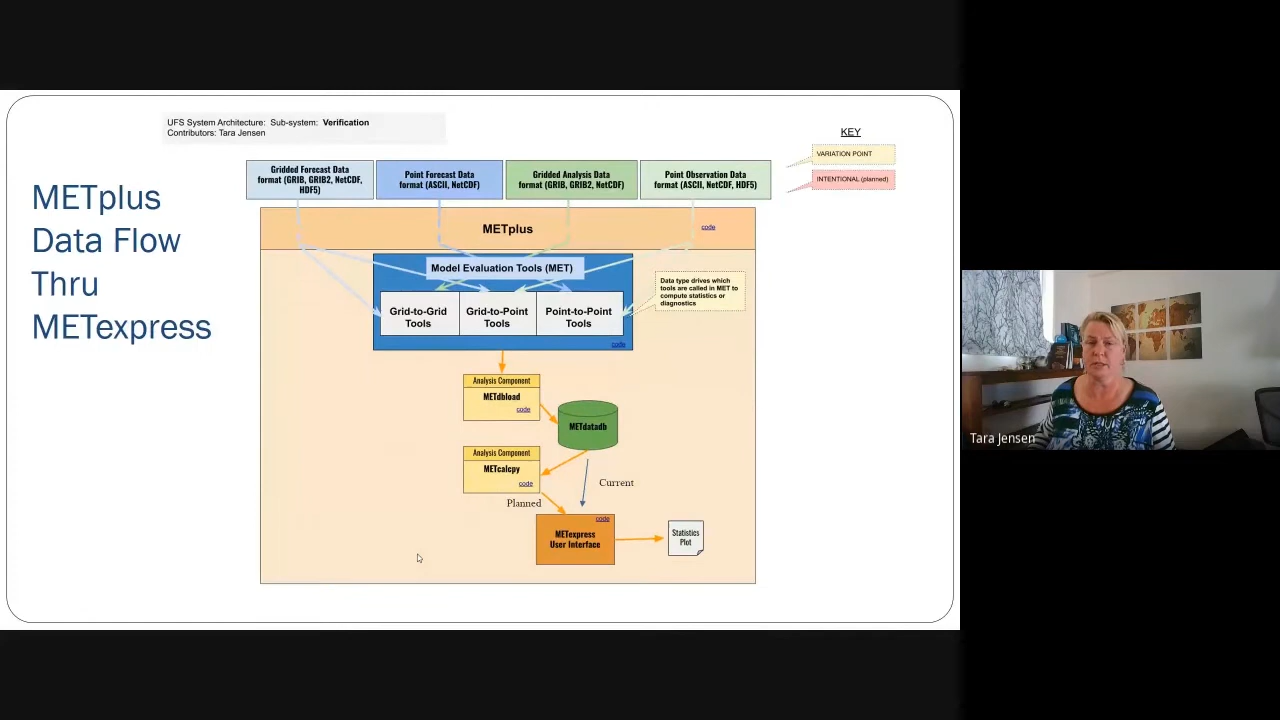 UFS System Architecture: Sub-system: Verification
Contributors: Tara Jensen
METplus
Data Flow
Thru
METexpress
KEY
VARIATION POINT
INTENTIONAL (planned)
Gridded Forecast Data
format (GRIB, GRIB2, NetCDF,
HDF5)
Point Forecast Data
format (ASCII, NetCDF)
Gridded Analysis Data
format (GRIB, GRIB2, NetCDF)
Point Observation Data
format (ASCII, NetCDF, HDF5)
METplus
code
Model Evaluation Tools (MET)
Grid-to-Grid
Tools
Grid-to-Point
Tools
Point-to-Point
Tools
code
Data type drives which
tools are called in MET to
compute statistics or
diagnostics
Analysis Component
METdbload
code
METdatadb
Analysis Component
METcalcpy
code
Current
Planned
code
METexpress
User Interface
Statistics
Plot
Tara Jensen